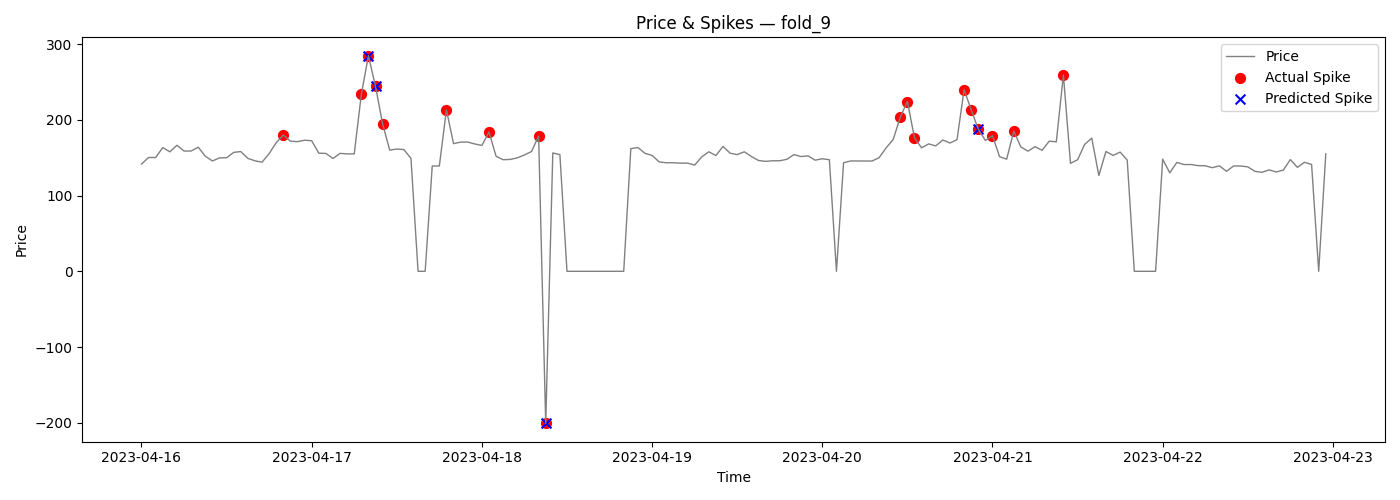 Price & Spikes — fold_9
Price
Actual Spike
Predicted Spike
300
200
100
0
−100
−200
Price
2023-04-16
2023-04-17
2023-04-18
2023-04-19
2023-04-20
2023-04-21
2023-04-22
2023-04-23
Time